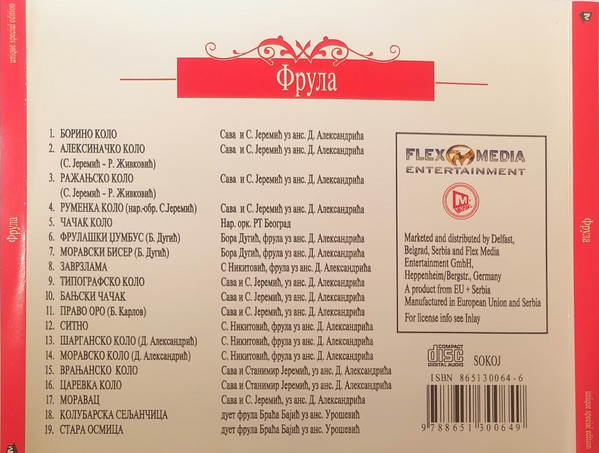 unique special edition
Фрула
Фрула
1. БОРИНО КОЛО Сава и С. Јеремић уз анс. Д. Александрића
2. АЛЕКСИНАЧКО КОЛО Сава и С. Јеремић уз анс. Д. Александрића
(С. Јеремић - Р. Живковић)
3. РАЖАЊСКО КОЛО Сава и С. Јеремић уз анс. Д. Александрића
(С. Јеремић - Р. Живковић)
4. РУМЕНКА КОЛО (нар.-обр. С.Јеремић) Сава и С. Јеремић уз анс. Д. Александрића
5. ЧАЧАК КОЛО Нар. орк. РТ Београд
6. ФРУЛАШКИ ЏУМБУС (Б. Дугић) Бора Дугић, фрула уз анс. Д. Александрића
7. МОРАВСКИ БИСЕР (Б. Дугић) Бора Дугић, фрула уз анс. Д. Александрића
8. ЗАВРЗЛАМА С Никитовић, фрула уз анс. Д. Александрића
9. ТИПОГРАФСКО КОЛО Сава и С. Јеремић уз анс. Д. Александрића
10. БАЊСКИ ЧАЧАК Сава и С. Јеремић уз анс. Д. Александрића
11. ПРАВО ОРО (Б. Карлов) Сава и С. Јеремић, уз анс. Д. Александрића
12. СИТНО С. Никитовић, фрула уз анс. Д. Александрића
13. ШАРГАНСКО КОЛО (Д. Александрић) С. Никитовић, фрула уз анс. Д. Александрића
14. МОРАВСКО КОЛО (Д. Александрић) С. Никитовић, фрула уз анс. Д. Александрића
15. ВРАЊАНСКО КОЛО Сава и Станимир Јеремић, уз анс. Д. Александрића
16. ЦАРЕВКА КОЛО Сава и Станимир Јеремић, уз анс. Д. Александрића
17. МОРАВАЦ Сава и С. Јеремић, уз анс. Д. Александрића
18. КОЛУБАРСКА СЕЉАНЧИЦА дует фрула Браћа Бајић уз анс. Урошевић
19. СТАРА ОСМИЦА дует фрула Браћа Бајић уз анс. Урошевић
FLEX MEDIA
ENTERTAINMENT
Marketed and distributed by Delfast,
Belgrad, Serbia and Flex Media
Entertainment GmbH,
Heppenheim/Bergstr., Germany
A product from EU + Serbia
Manufactured in European Union and Serbia
For license info see Inlay
COMPACT
disc
DIGITAL AUDIO
SOKOJ
ISBN 865130064-6
9 788651 300649
Фрула
unique special edition